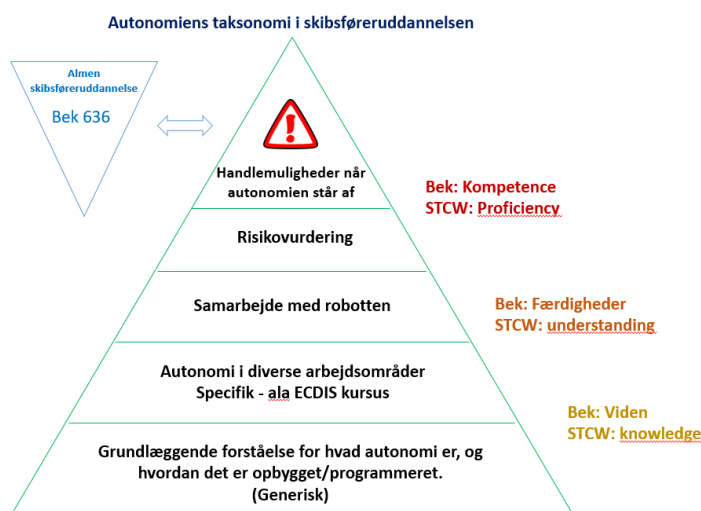 Autonomiens taksonomi i skibsføreruddannelsen
Almen
skibsføreruddannelse
Bek 636
Handlemuligheder når
autonomien står af
Bek: Kompetence
STCW: Proficiency
Risikovurdering
Samarbejde med robotten
Bek: Færdigheder
STCW: understanding
Autonomi i diverse arbejdsområder
Specifik - ala ECDIS kursus
Bek: Viden
STCW: knowledge
Grundlæggende forståelse for hvad autonomi er, og
hvordan det er opbygget/programmeret.
(Generisk)